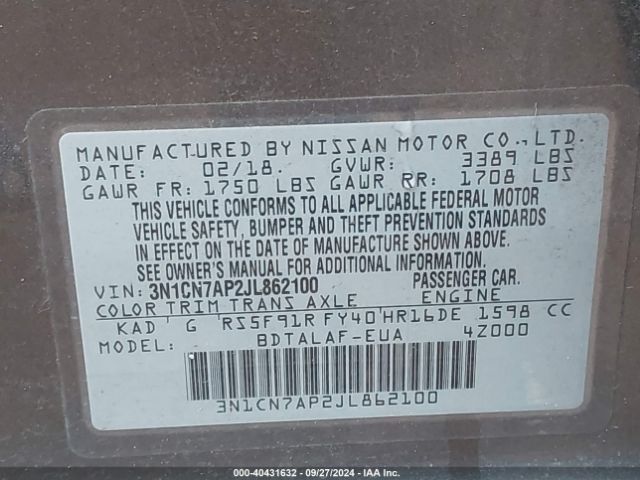 MANUFACTURED BY NISSAN MOTOR CO., LTD.
DATE: 02/18. GVWR: 3389 LBS
GAWR FR: 1750 LBS GAWR RR: 1708 LBS
THIS VEHICLE CONFORMS TO ALL APPLICABLE FEDERAL MOTOR
VEHICLE SAFETY, BUMPER AND THEFT PREVENTION STANDARDS
IN EFFECT ON THE DATE OF MANUFACTURE SHOWN ABOVE.
SEE OWNER'S MANUAL FOR ADDITIONAL INFORMATION.
VIN: 3N1CN7AP2JL862100 PASSENGER CAR.
COLOR TRIM TRANS AXLE ENGINE
KAD G RS5F91R FY40 HR16DE 1598 CC
MODEL: BDTALAF-EUA 4Z000
3N1CN7AP2JL862100
000-40431632 - 09/27/2024 - IAA Inc.